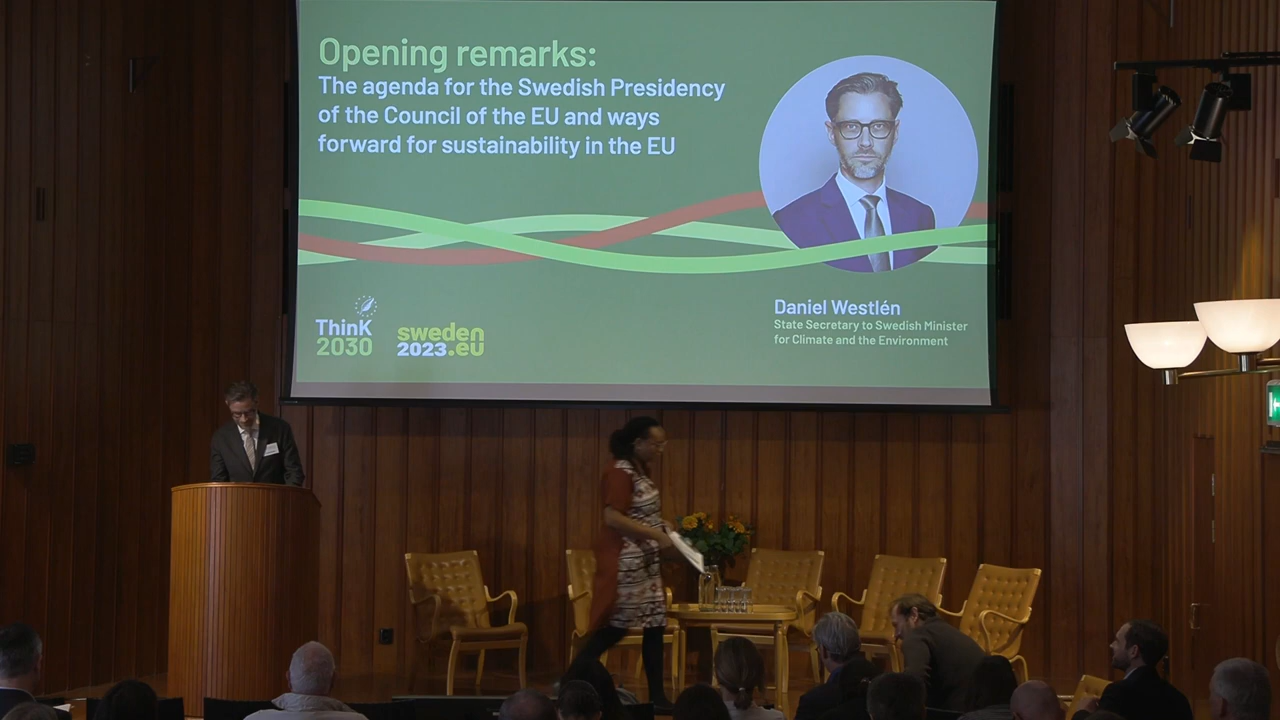 Opening remarks:
The agenda for the Swedish Presidency
of the Council of the EU and ways
forward for sustainability in the EU
Daniel Westlén
State Secretary to Swedish Minister
for Climate and the Environment
ThinK
2030
sweden
2023.eu